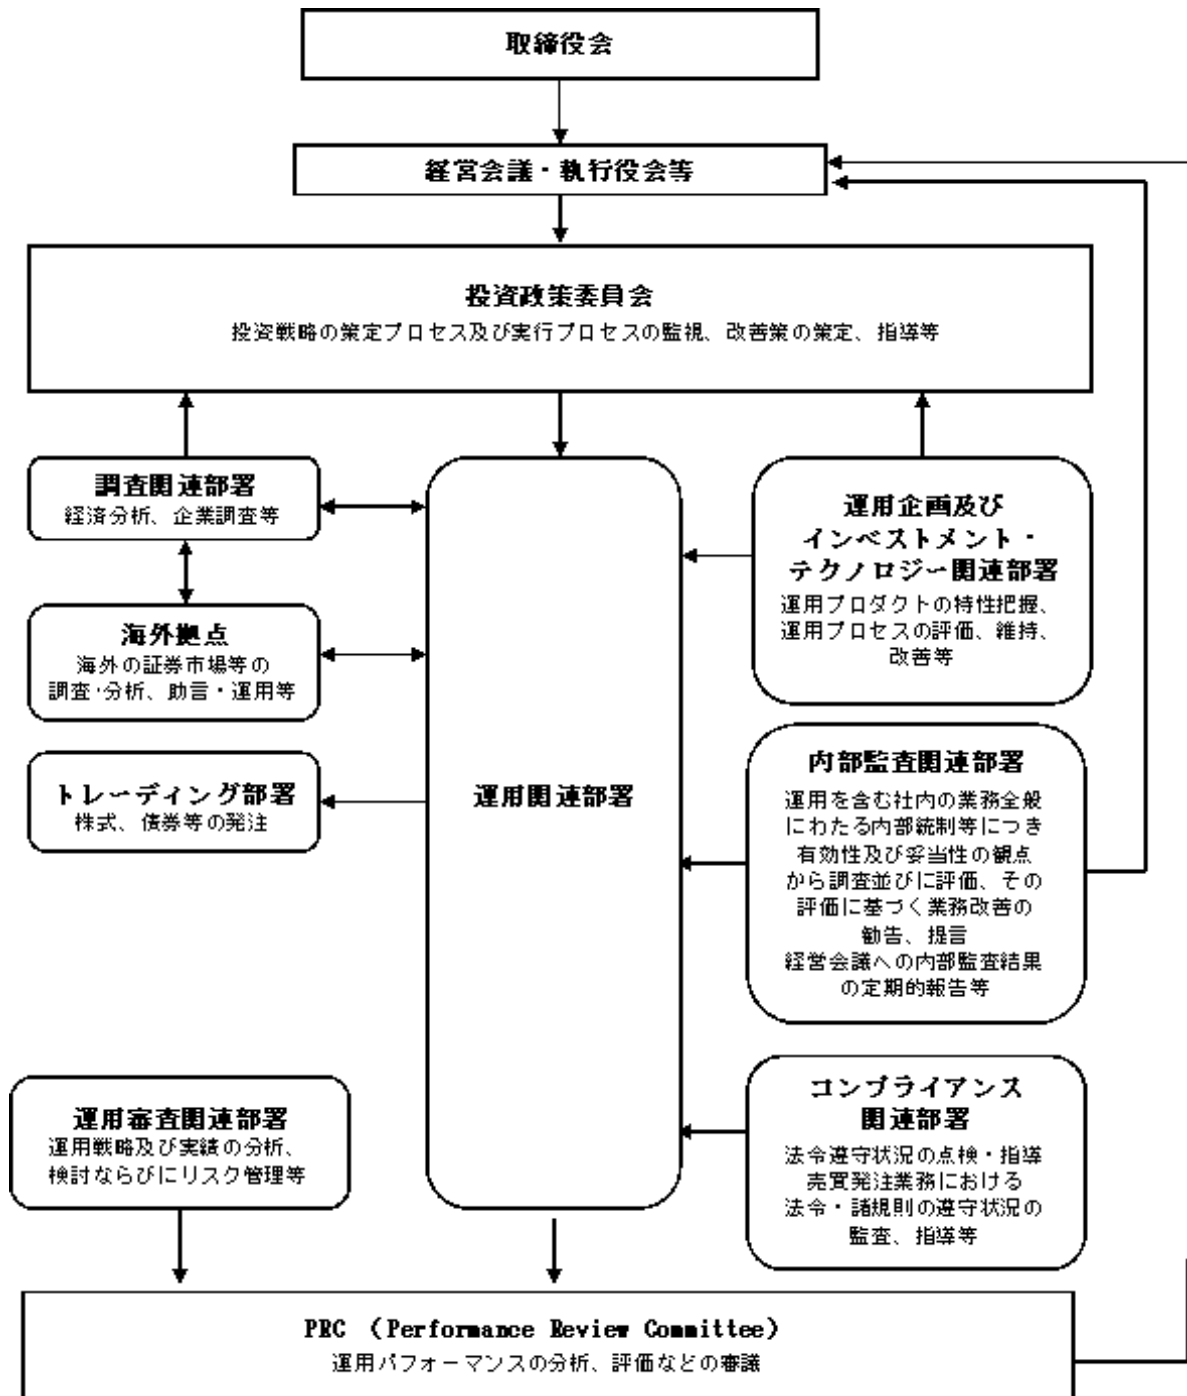 取締役会
経営会議・執行役会等
投資政策委員会
投資戦略の策定プロセス及び実行プロセスの監視、改善策の策定、指導等
調査関連部署
経済分析、企業調査等
海外拠点
海外の証券市場等の
調査・分析、助言・運用等
トレーディング部署
株式、債券等の発注
運用関連部署
運用企画及び
インベストメント・
テクノロジー関連部署
運用プロダクトの特性把握、
運用プロセスの評価、維持、
改善等
内部監査関連部署
運用を含む社内の業務全般
にわたる内部統制等につき
有効性及び妥当性の観点
から調査並びに評価、その
評価に基づく業務改善の
勧告、提言
経営会議への内部監査結果
の定期的報告等
コンプライアンス
関連部署
法令遵守状況の点検・指導
売買発注業務における
法令・諸規則の遵守状況の
監査、指導等
運用審査関連部署
運用戦略及び実績の分析、
検討ならびにリスク管理等
PRC （Performance Review Committee）
運用パフォーマンスの分析、評価などの審議